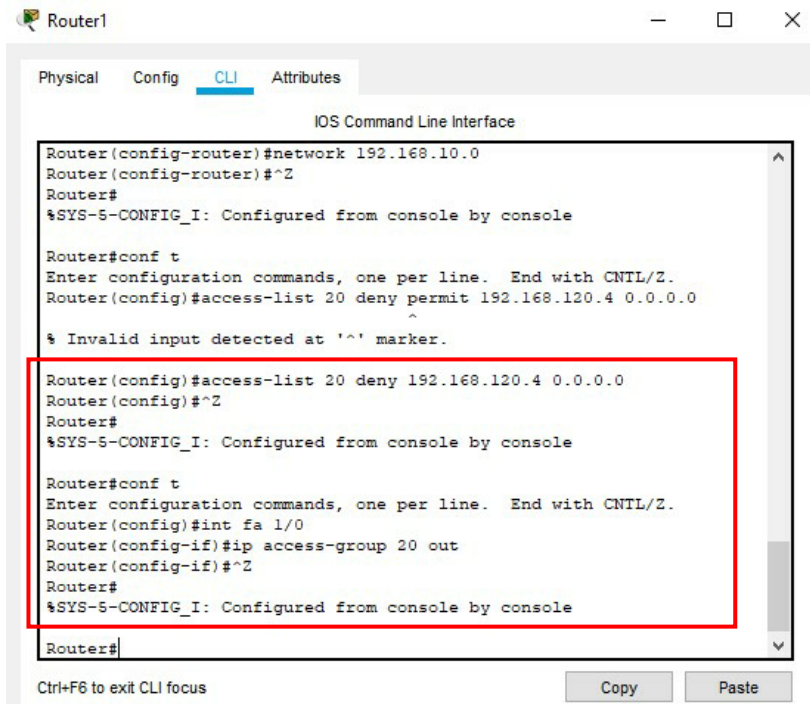 Router1
Physical Config CLI Attributes
IOS Command Line Interface
Router(config-router)#network 192.168.10.0
Router(config-router)#^Z
Router#
%SYS-5-CONFIG_I: Configured from console by console
Router#conf t
Enter configuration commands, one per line.  End with CNTL/Z.
Router(config)#access-list 20 deny permit 192.168.120.4 0.0.0.0
^
% Invalid input detected at '^' marker.
Router(config)#access-list 20 deny 192.168.120.4 0.0.0.0
Router(config)#^Z
Router#
%SYS-5-CONFIG_I: Configured from console by console
Router#conf t
Enter configuration commands, one per line.  End with CNTL/Z.
Router(config)#int fa 1/0
Router(config-if)#ip access-group 20 out
Router(config-if)#^Z
Router#
%SYS-5-CONFIG_I: Configured from console by console
Router#
Ctrl+F6 to exit CLI focus Copy Paste